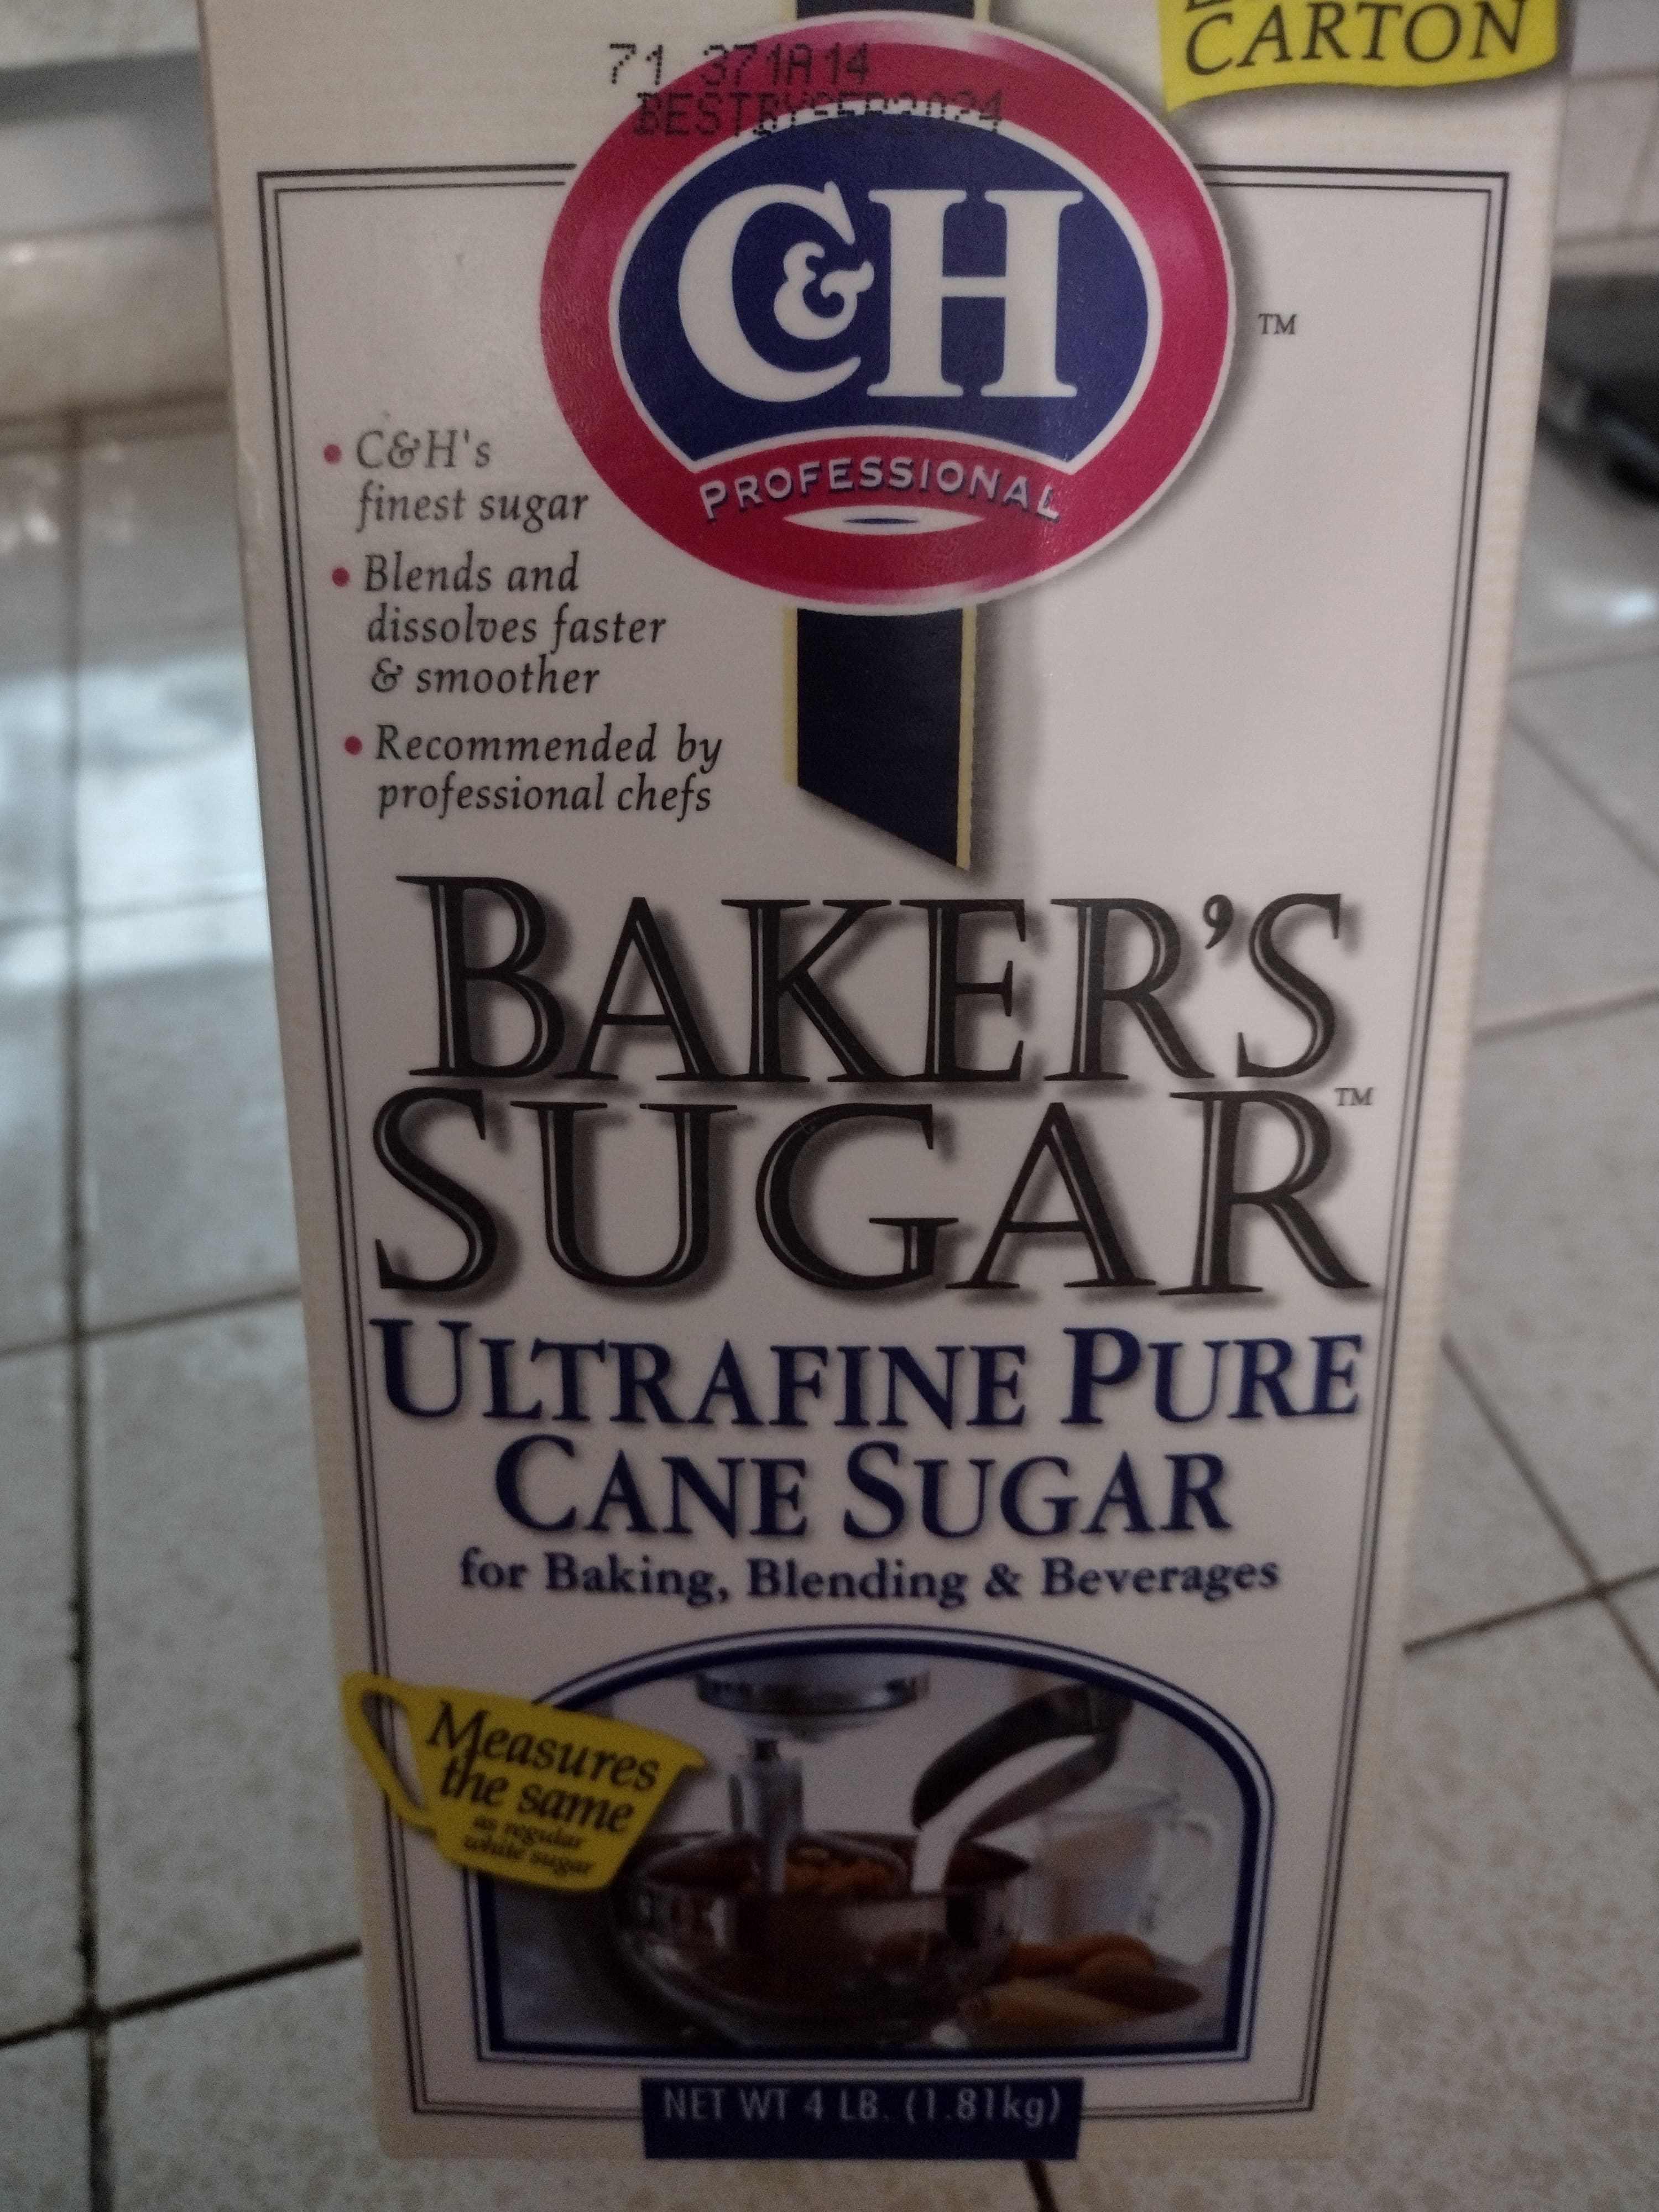 CARTON
71 371A14
BESTBYSEP2024
C&H
™
PROFESSIONAL
• C&H's
finest sugar
• Blends and
dissolves faster
& smoother
• Recommended by
professional chefs
BAKER'S
SUGAR™
ULTRAFINE PURE
CANE SUGAR
for Baking, Blending & Beverages
Measures
the same
as regular
white sugar
NET WT 4 LB. (1.81kg)